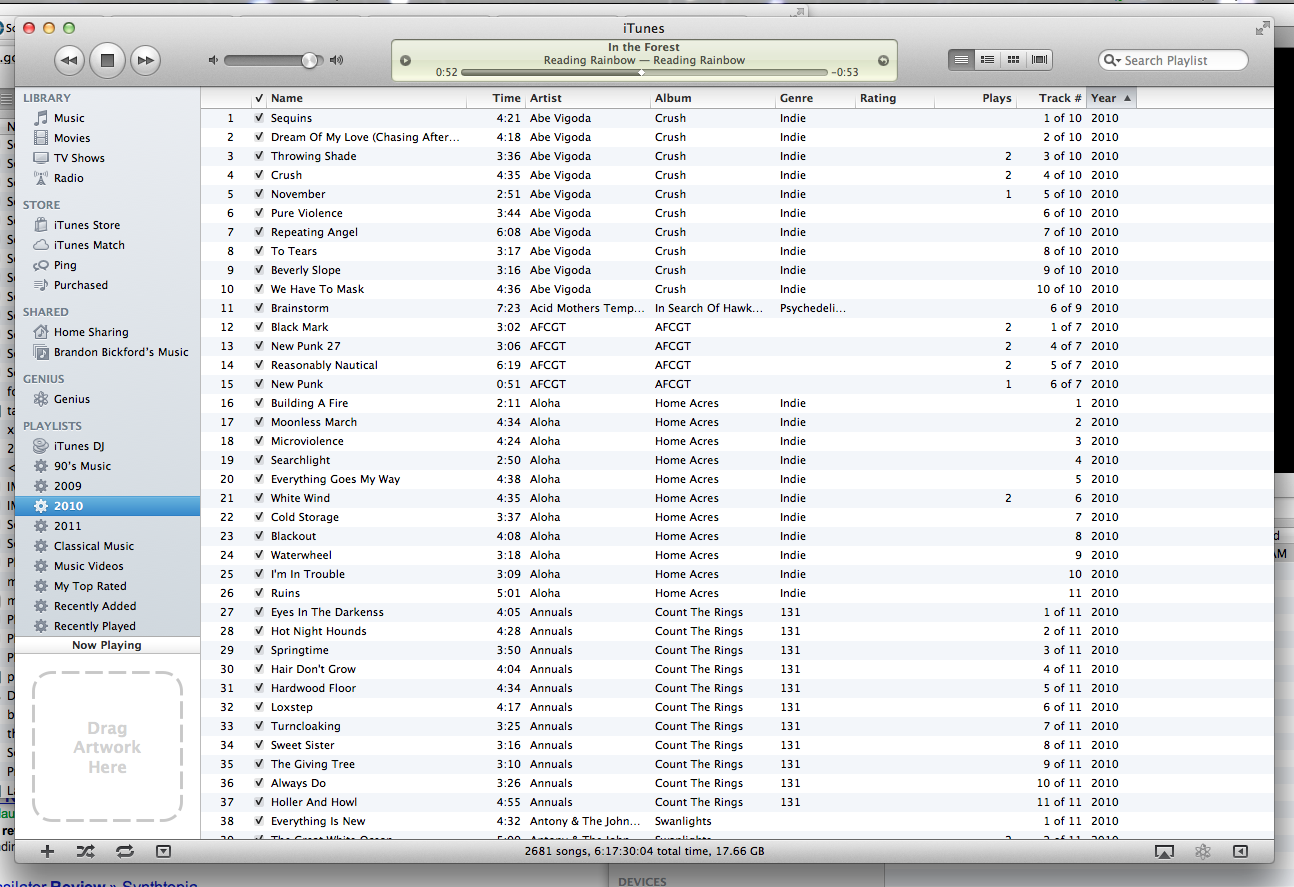 iTunes
In the Forest
Reading Rainbow — Reading Rainbow
0:52 -0:53
Search Playlist
LIBRARY
Music
Movies
TV Shows
Radio
STORE
iTunes Store
iTunes Match
Ping
Purchased
SHARED
Home Sharing
Brandon Bickford's Music
GENIUS
Genius
PLAYLISTS
iTunes DJ
90's Music
2009
2010
2011
Classical Music
Music Videos
My Top Rated
Recently Added
Recently Played
Now Playing
Drag
Artwork
Here
✓ Name Time Artist Album Genre Rating Plays Track # Year
1 ✓ Sequins 4:21 Abe Vigoda Crush Indie 1 of 10 2010
2 ✓ Dream Of My Love (Chasing After... 4:18 Abe Vigoda Crush Indie 2 of 10 2010
3 ✓ Throwing Shade 3:36 Abe Vigoda Crush Indie 2 3 of 10 2010
4 ✓ Crush 4:35 Abe Vigoda Crush Indie 2 4 of 10 2010
5 ✓ November 2:51 Abe Vigoda Crush Indie 1 5 of 10 2010
6 ✓ Pure Violence 3:44 Abe Vigoda Crush Indie 6 of 10 2010
7 ✓ Repeating Angel 6:08 Abe Vigoda Crush Indie 7 of 10 2010
8 ✓ To Tears 3:17 Abe Vigoda Crush Indie 8 of 10 2010
9 ✓ Beverly Slope 3:16 Abe Vigoda Crush Indie 9 of 10 2010
10 ✓ We Have To Mask 4:36 Abe Vigoda Crush Indie 10 of 10 2010
11 ✓ Brainstorm 7:23 Acid Mothers Temp... In Search Of Hawk... Psychedeli... 6 of 9 2010
12 ✓ Black Mark 3:02 AFCGT AFCGT 2 1 of 7 2010
13 ✓ New Punk 27 3:06 AFCGT AFCGT 2 4 of 7 2010
14 ✓ Reasonably Nautical 6:19 AFCGT AFCGT 2 5 of 7 2010
15 ✓ New Punk 0:51 AFCGT AFCGT 1 6 of 7 2010
16 ✓ Building A Fire 2:11 Aloha Home Acres Indie 1 2010
17 ✓ Moonless March 4:34 Aloha Home Acres Indie 2 2010
18 ✓ Microviolence 4:24 Aloha Home Acres Indie 3 2010
19 ✓ Searchlight 2:50 Aloha Home Acres Indie 4 2010
20 ✓ Everything Goes My Way 4:38 Aloha Home Acres Indie 5 2010
21 ✓ White Wind 4:35 Aloha Home Acres Indie 2 6 2010
22 ✓ Cold Storage 3:37 Aloha Home Acres Indie 7 2010
23 ✓ Blackout 4:08 Aloha Home Acres Indie 8 2010
24 ✓ Waterwheel 3:18 Aloha Home Acres Indie 9 2010
25 ✓ I'm In Trouble 3:09 Aloha Home Acres Indie 10 2010
26 ✓ Ruins 5:01 Aloha Home Acres Indie 11 2010
27 ✓ Eyes In The Darkenss 4:05 Annuals Count The Rings 131 1 of 11 2010
28 ✓ Hot Night Hounds 4:28 Annuals Count The Rings 131 2 of 11 2010
29 ✓ Springtime 3:50 Annuals Count The Rings 131 3 of 11 2010
30 ✓ Hair Don't Grow 4:04 Annuals Count The Rings 131 4 of 11 2010
31 ✓ Hardwood Floor 4:34 Annuals Count The Rings 131 5 of 11 2010
32 ✓ Loxstep 4:17 Annuals Count The Rings 131 6 of 11 2010
33 ✓ Turncloaking 3:25 Annuals Count The Rings 131 7 of 11 2010
34 ✓ Sweet Sister 3:16 Annuals Count The Rings 131 8 of 11 2010
35 ✓ The Giving Tree 3:10 Annuals Count The Rings 131 9 of 11 2010
36 ✓ Always Do 3:26 Annuals Count The Rings 131 10 of 11 2010
37 ✓ Holler And Howl 4:55 Annuals Count The Rings 131 11 of 11 2010
38 ✓ Everything Is New 4:32 Antony & The John... Swanlights 1 of 11 2010
2681 songs, 6:17:30:04 total time, 17.66 GB
DEVICES